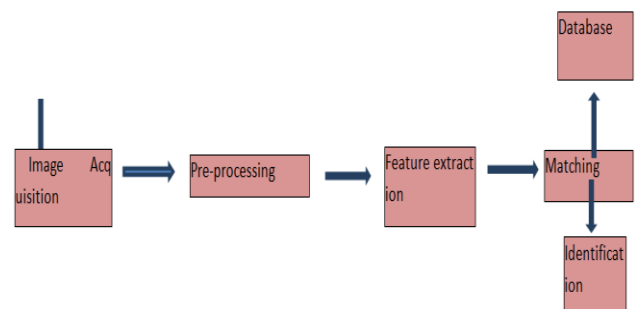 Database
Image Acq
uisition
Pre-processing
Feature extract
ion
Matching
Identificat
ion